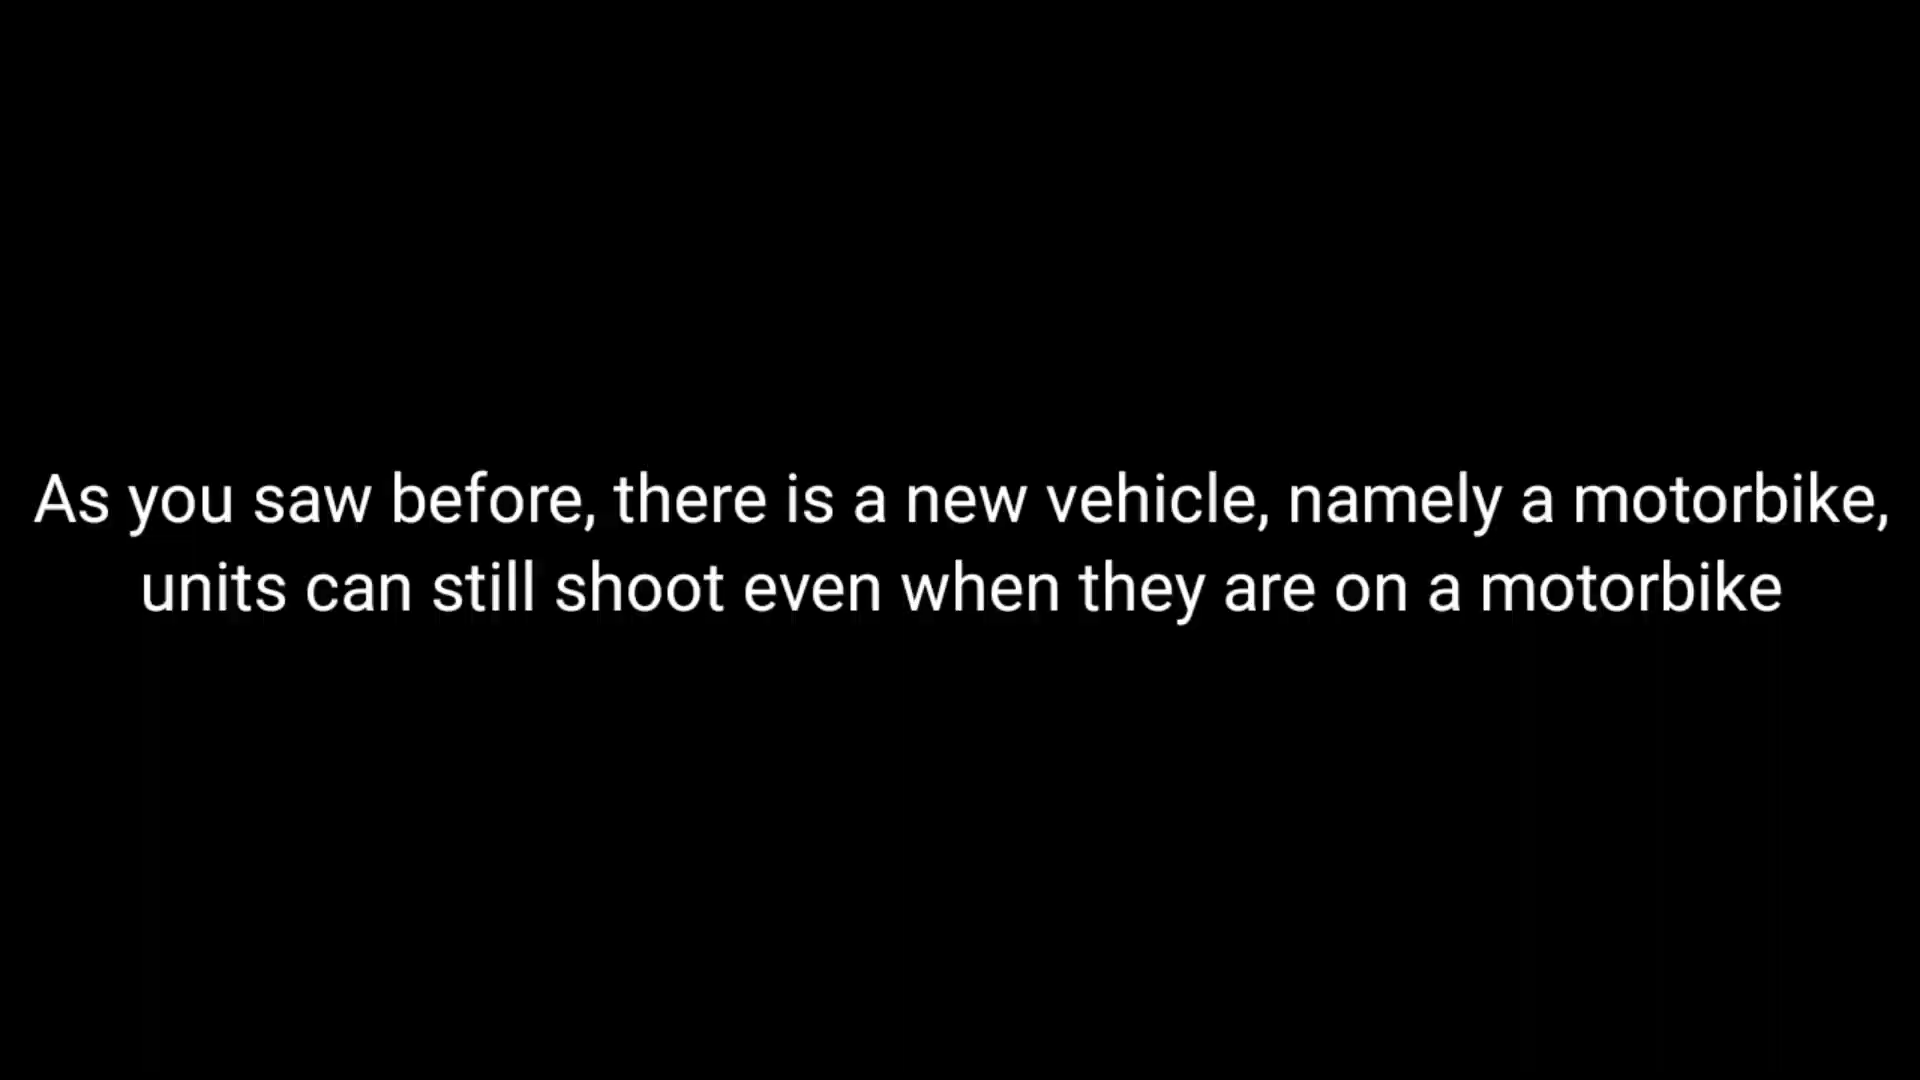 As you saw before, there is a new vehicle, namely a motorbike,
units can still shoot even when they are on a motorbike